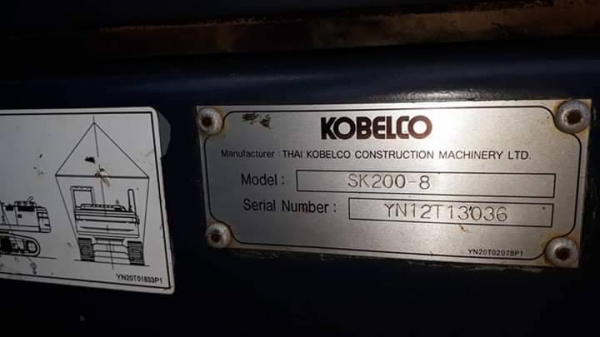 KOBELCO
Manufacturer : THAI KOBELCO CONSTRUCTION MACHINERY LTD.
Model : SK200-8
Serial Number : YN12T13036
YN20T02078P1
YN20T01833P1